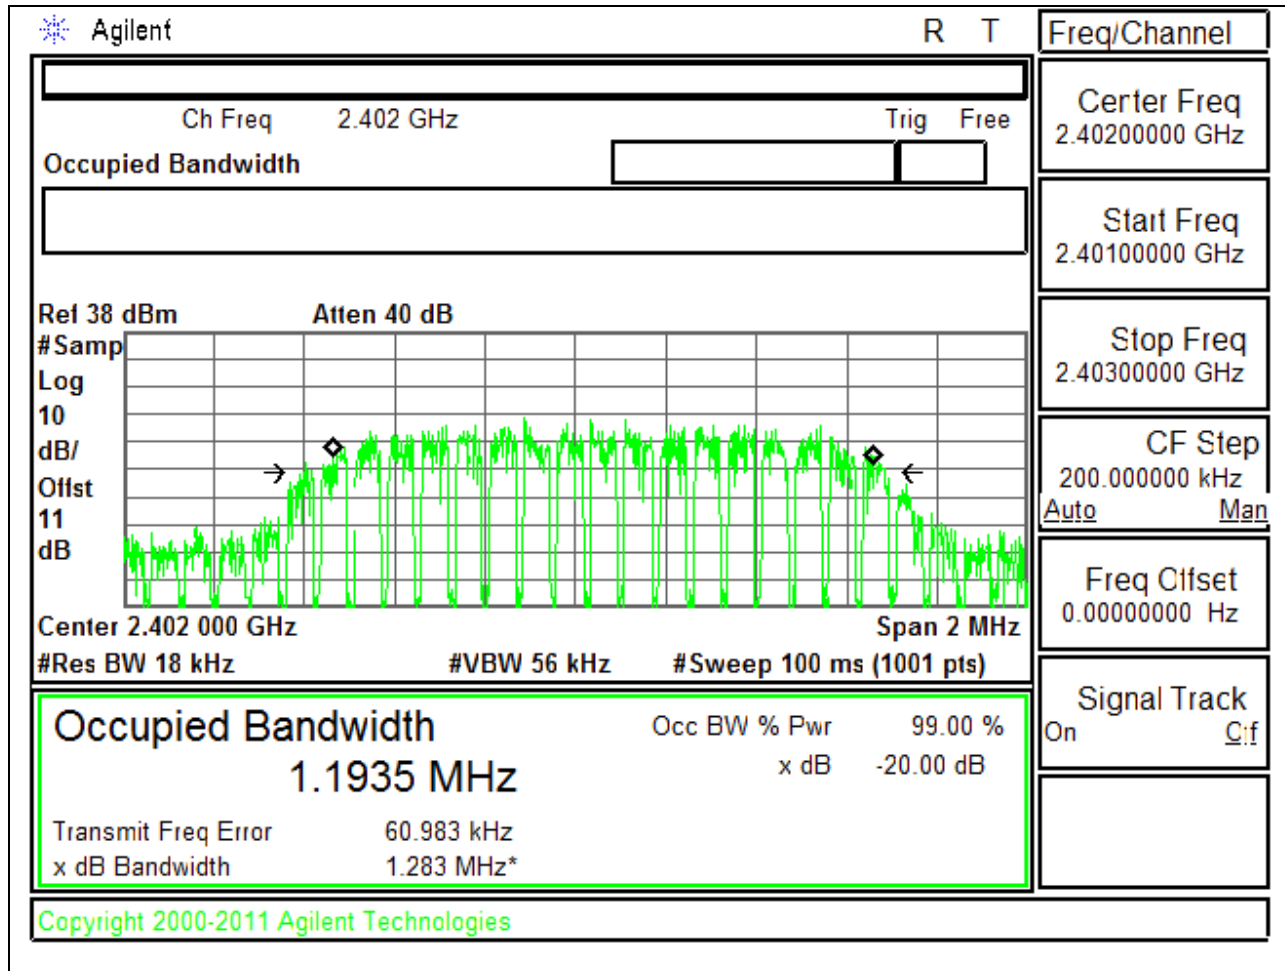 Agilent R T
Freq/Channel
Ch Freq 2.402 GHz Trig Free
Occupied Bandwidth
Center Freq
2.40200000 GHz
Start Freq
2.40100000 GHz
Stop Freq
2.40300000 GHz
CF Step
200.000000 kHz
Auto Man
Freq Offset
0.00000000 Hz
Signal Track
On Off
Ref 38 dBm Atten 40 dB
#Samp
Log
10
dB/
Offst
11
dB
Center 2.402 000 GHz Span 2 MHz
#Res BW 18 kHz #VBW 56 kHz #Sweep 100 ms (1001 pts)
Occupied Bandwidth
1.1935 MHz
Occ BW % Pwr 99.00 %
x dB -20.00 dB
Transmit Freq Error 60.983 kHz
x dB Bandwidth 1.283 MHz*
Copyright 2000-2011 Agilent Technologies